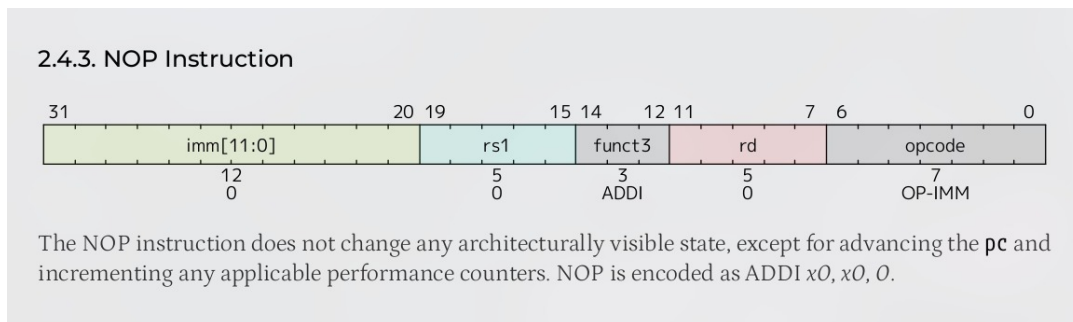 2.4.3. NOP Instruction
31 20 19 15 14 12 11 7 6 0
imm[11:0] rs1 funct3 rd opcode
12 5 3 5 7
0 0 ADDI 0 OP-IMM
The NOP instruction does not change any architecturally visible state, except for advancing the pc and
incrementing any applicable performance counters. NOP is encoded as ADDI x0, x0, 0.